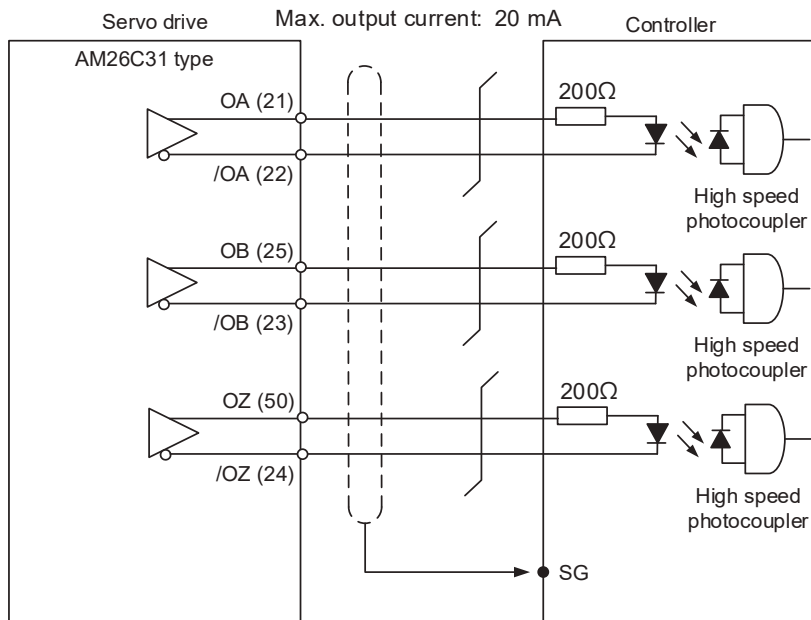 Servo drive
Max. output current: 20 mA
Controller
AM26C31 type
OA (21)
200Ω
/OA (22)
High speed
photocoupler
OB (25)
200Ω
/OB (23)
High speed
photocoupler
OZ (50)
200Ω
/OZ (24)
High speed
photocoupler
SG